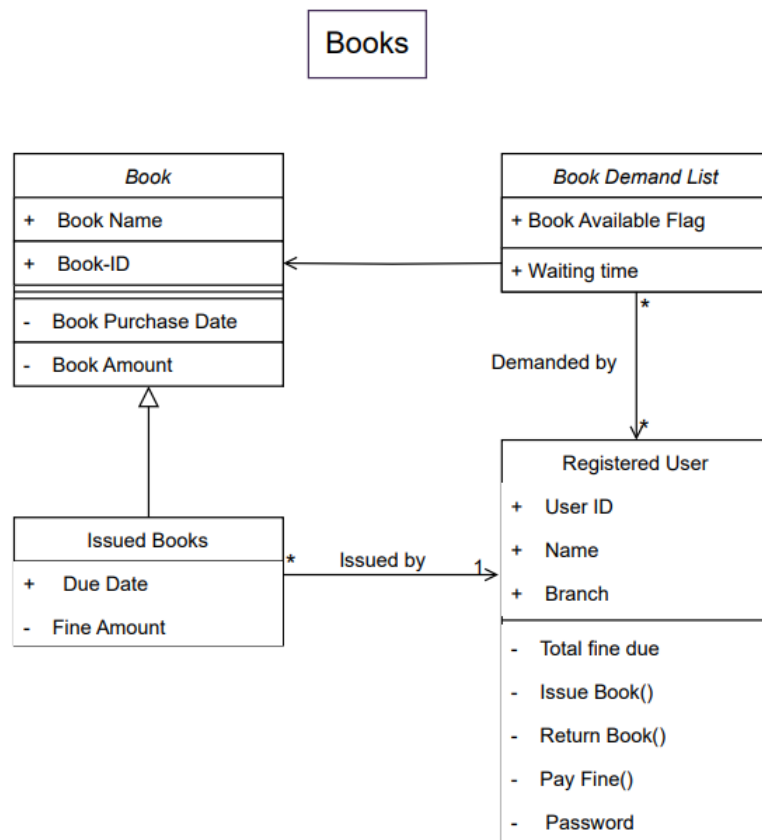 Books
Book
+ Book Name
+ Book-ID
- Book Purchase Date
- Book Amount
Book Demand List
+ Book Available Flag
+ Waiting time
*
Demanded by
*
Issued Books
+ Due Date
- Fine Amount
* Issued by 1
Registered User
+ User ID
+ Name
+ Branch
- Total fine due
- Issue Book()
- Return Book()
- Pay Fine()
- Password